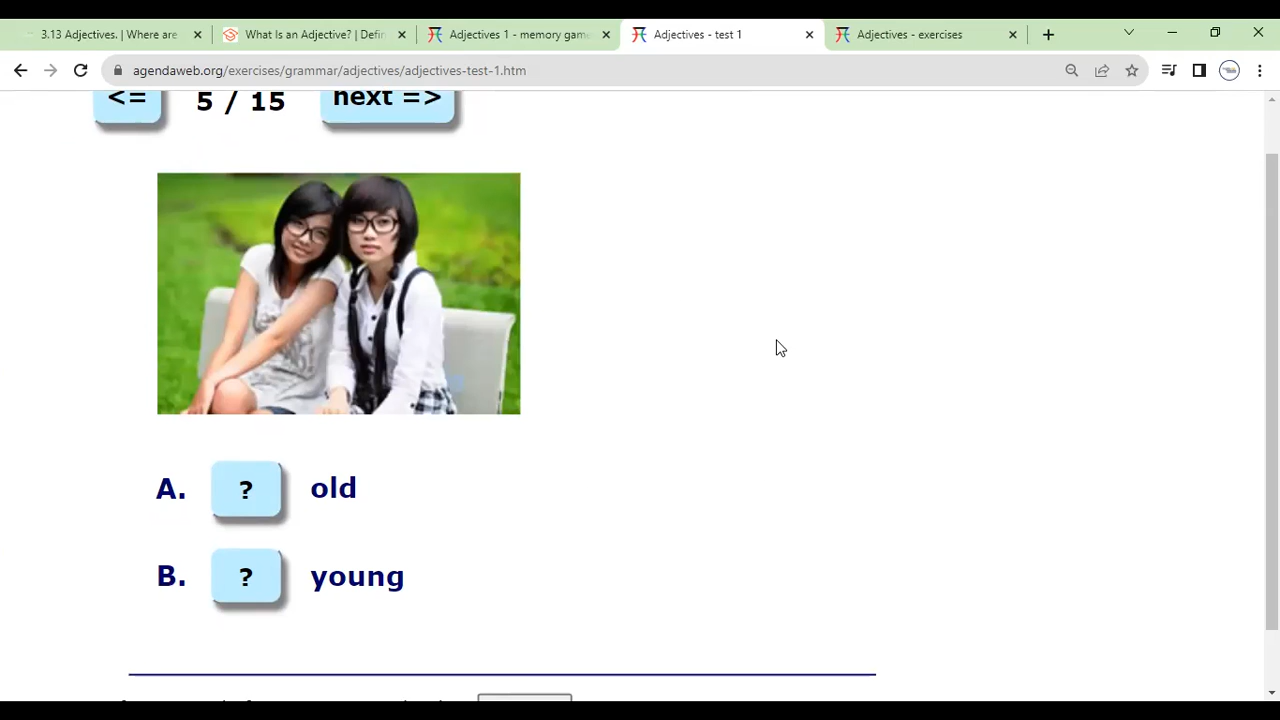 3.13 Adjectives. | Where are
What Is an Adjective? | Defi
Adjectives 1 - memory game
Adjectives - test 1
Adjectives - exercises
agendaweb.org/exercises/grammar/adjectives/adjectives-test-1.htm
<= 5 / 15 next =>
A. ? old
B. ? young